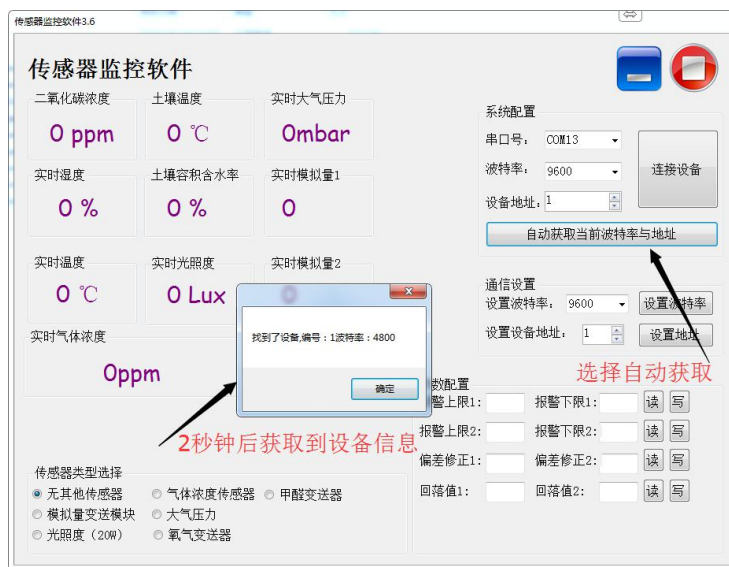 传感器监控软件3.6
传感器监控软件
二氧化碳浓度
0 ppm
土壤温度
0 ℃
实时大气压力
0mbar
实时湿度
0 %
土壤容积含水率
0 %
实时模拟量1
0
实时温度
0 ℃
实时光照度
0 Lux
实时模拟量2
0
实时气体浓度
0ppm
系统配置
串口号: COM13
波特率: 9600
设备地址: 1
连接设备
自动获取当前波特率与地址
通信设置
设置波特率: 9600 设置波特率
设置设备地址: 1 设置地址
选择自动获取
找到了设备,编号：1波特率：4800
确定
2秒钟后获取到设备信息
数配置
警上限1: 报警下限1: 读 写
报警上限2: 报警下限2: 读 写
偏差修正1: 偏差修正2: 读 写
回落值1: 回落值2: 读 写
传感器类型选择
无其他传感器 气体浓度传感器 甲醛变送器
模拟量变送模块 大气压力
光照度（20W） 氧气变送器